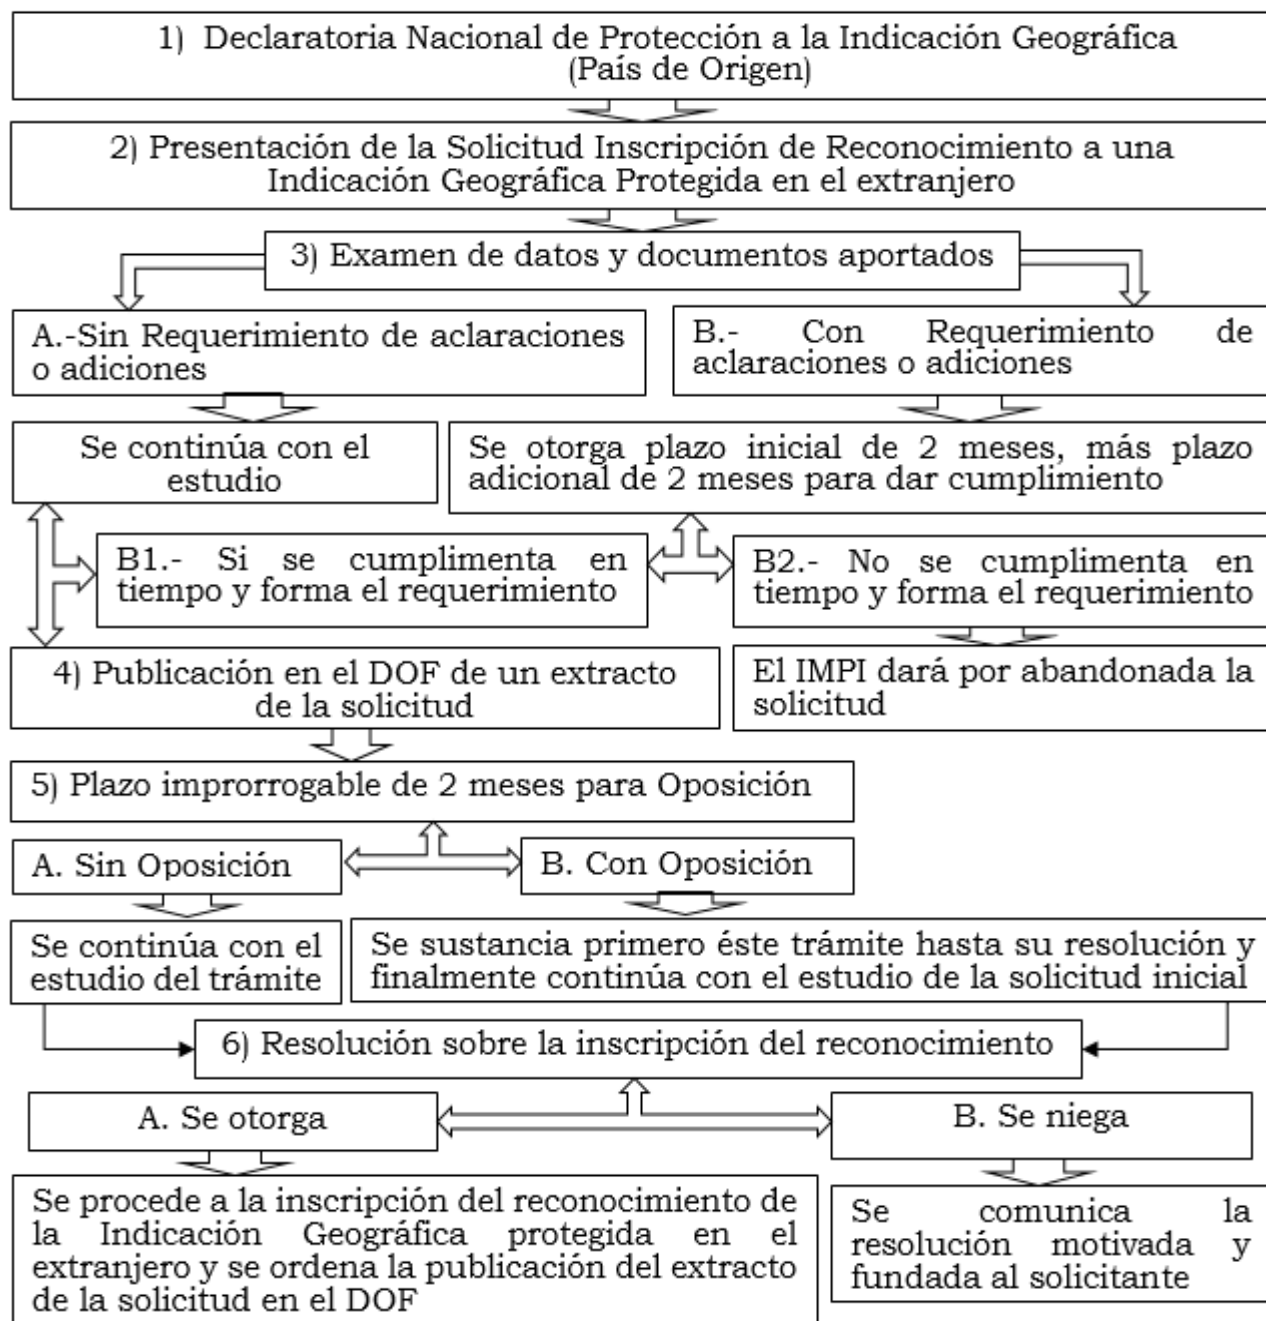 1) Declaratoria Nacional de Protección a la Indicación Geográfica
(País de Origen)
2) Presentación de la Solicitud Inscripción de Reconocimiento a una
Indicación Geográfica Protegida en el extranjero
3) Examen de datos y documentos aportados
A.-Sin Requerimiento de aclaraciones
o adiciones
B.- Con Requerimiento de
aclaraciones o adiciones
Se continúa con el
estudio
Se otorga plazo inicial de 2 meses, más plazo
adicional de 2 meses para dar cumplimiento
B1.- Si se cumplimenta en
tiempo y forma el requerimiento
B2.- No se cumplimenta en
tiempo y forma el requerimiento
4) Publicación en el DOF de un extracto
de la solicitud
El IMPI dará por abandonada la
solicitud
5) Plazo improrrogable de 2 meses para Oposición
A. Sin Oposición
B. Con Oposición
Se continúa con el
estudio del trámite
Se sustancia primero éste trámite hasta su resolución y
finalmente continúa con el estudio de la solicitud inicial
6) Resolución sobre la inscripción del reconocimiento
A. Se otorga
B. Se niega
Se procede a la inscripción del reconocimiento de
la Indicación Geográfica protegida en el
extranjero y se ordena la publicación del extracto
de la solicitud en el DOF
Se comunica la
resolución motivada y
fundada al solicitante